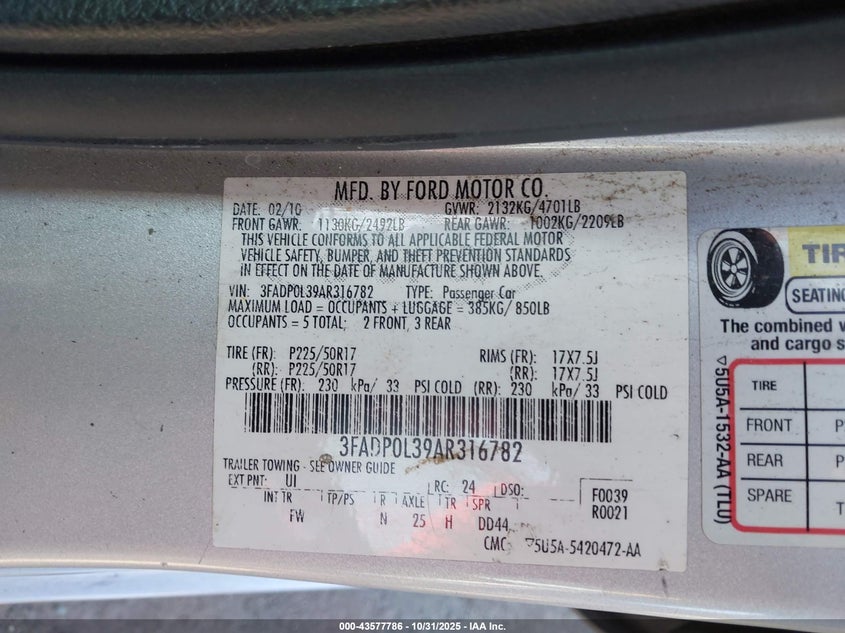 MFD. BY FORD MOTOR CO.
DATE: 02/10 GVWR: 2132KG/4701LB
FRONT GAWR: 1130KG/2492LB REAR GAWR: 1002KG/2209LB
THIS VEHICLE CONFORMS TO ALL APPLICABLE FEDERAL MOTOR
VEHICLE SAFETY, BUMPER, AND THEFT PREVENTION STANDARDS
IN EFFECT ON THE DATE OF MANUFACTURE SHOWN ABOVE.
VIN: 3FADP0L39AR316782 TYPE: Passenger Car
MAXIMUM LOAD = OCCUPANTS + LUGGAGE = 385KG/ 850LB
OCCUPANTS = 5 TOTAL; 2 FRONT, 3 REAR
TIRE (FR): P225/50R17 RIMS (FR): 17X7.5J
(RR): P225/50R17 (RR): 17X7.5J
PRESSURE (FR): 230 kPa/ 33 PSI COLD (RR): 230 kPa/ 33 PSI COLD
3FADP0L39AR316782
TRAILER TOWING - SEE OWNER GUIDE
EXT PNT: UI RC: 24 DSO:
INT TR TP/PS R AXLE TR SPR F0039
FW N 25 H DD44 R0021
CMC 5U5A-5420472-AA
TIR
SEATING
The combined
and cargo s
5U5A-1532-AA (TLU)
TIRE
FRONT P
REAR P
SPARE T
000-43577786 - 10/31/2025 - IAA Inc.